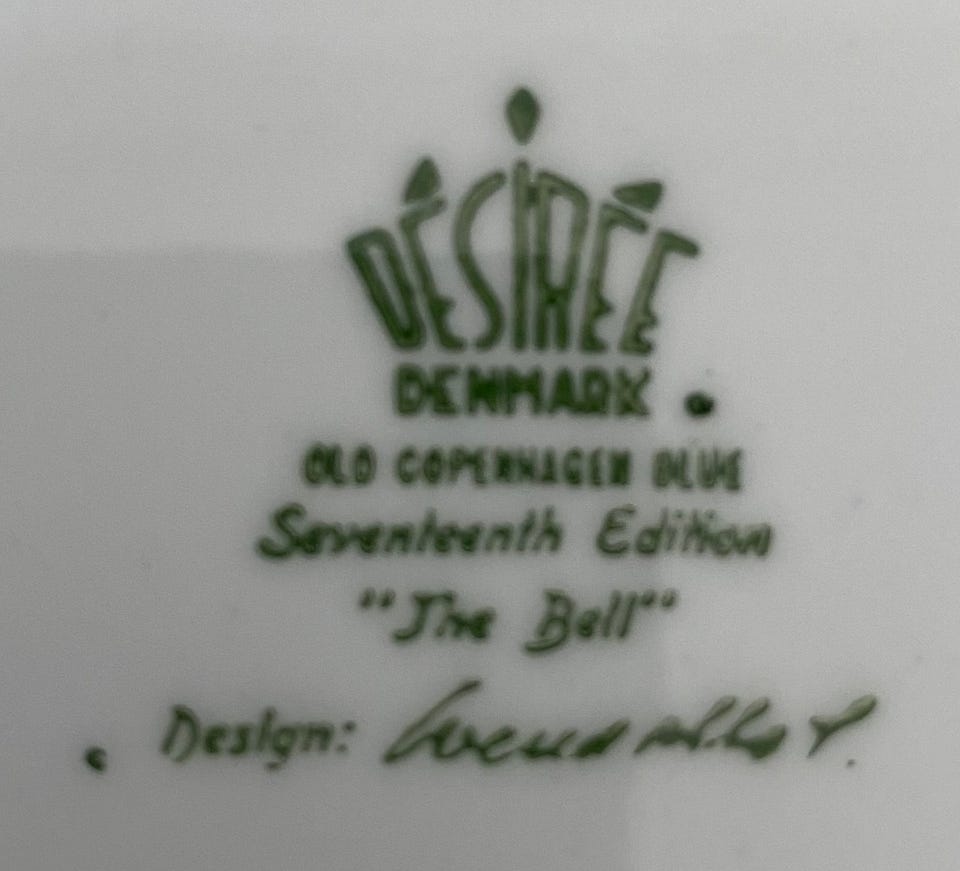 DÉSIRÉE
DENMARK
OLD COPENHAGEN BLUE
Seventeenth Edition
"The Bell"
Design: